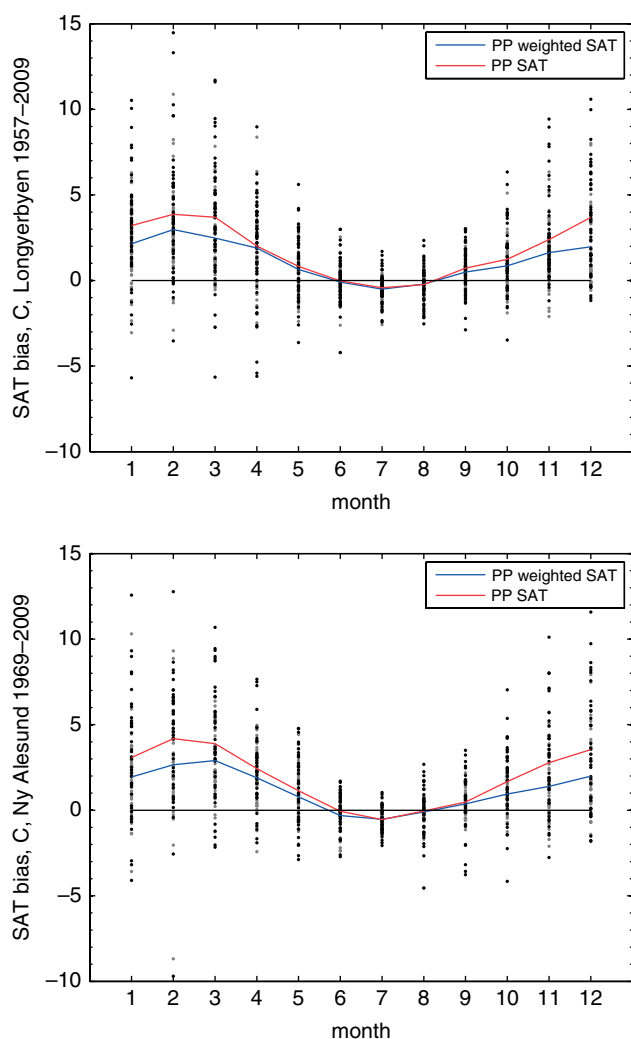 SAT bias, C, Longyerbyen 1957–2009
15
10
5
0
–5
–10
PP weighted SAT
PP SAT
1 2 3 4 5 6 7 8 9 10 11 12
month
SAT bias, C, Ny Alesund 1969–2009
15
10
5
0
–5
–10
PP weighted SAT
PP SAT
1 2 3 4 5 6 7 8 9 10 11 12
month